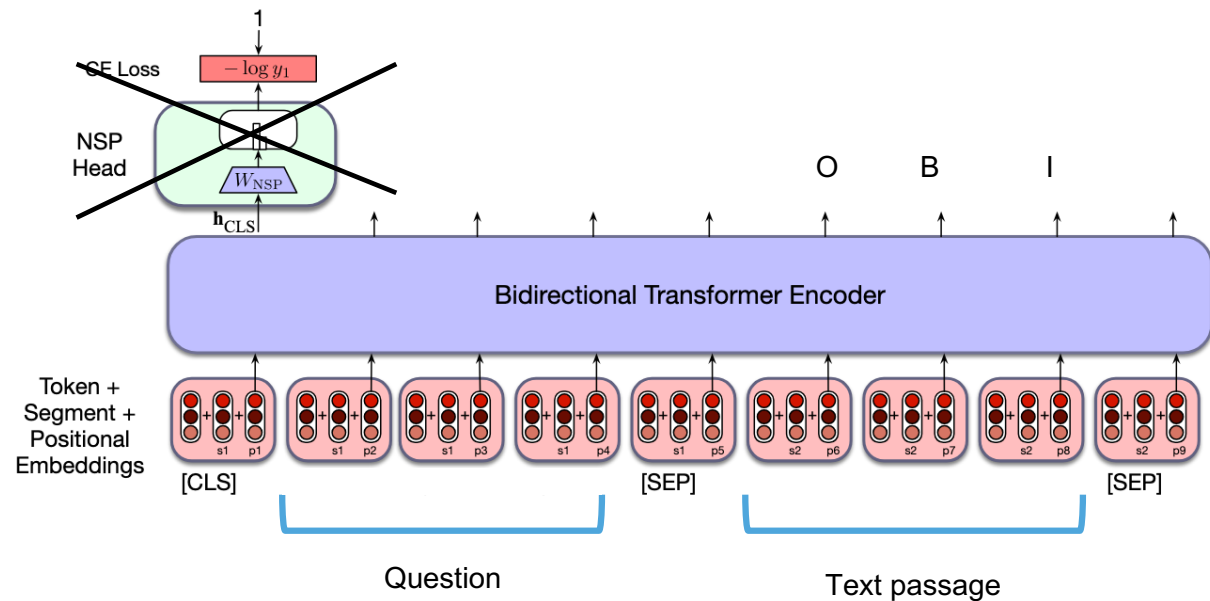 1
CE Loss
− log y₁
NSP
Head
W_NSP
h_CLS
O B I
Bidirectional Transformer Encoder
Token +
Segment +
Positional
Embeddings
+ + + + + + + + + + + + + + + + + +
s1 p1 s1 p2 s1 p3 s1 p4 s1 p5 s2 p6 s2 p7 s2 p8 s2 p9
[CLS] [SEP] [SEP]
Question
Text passage